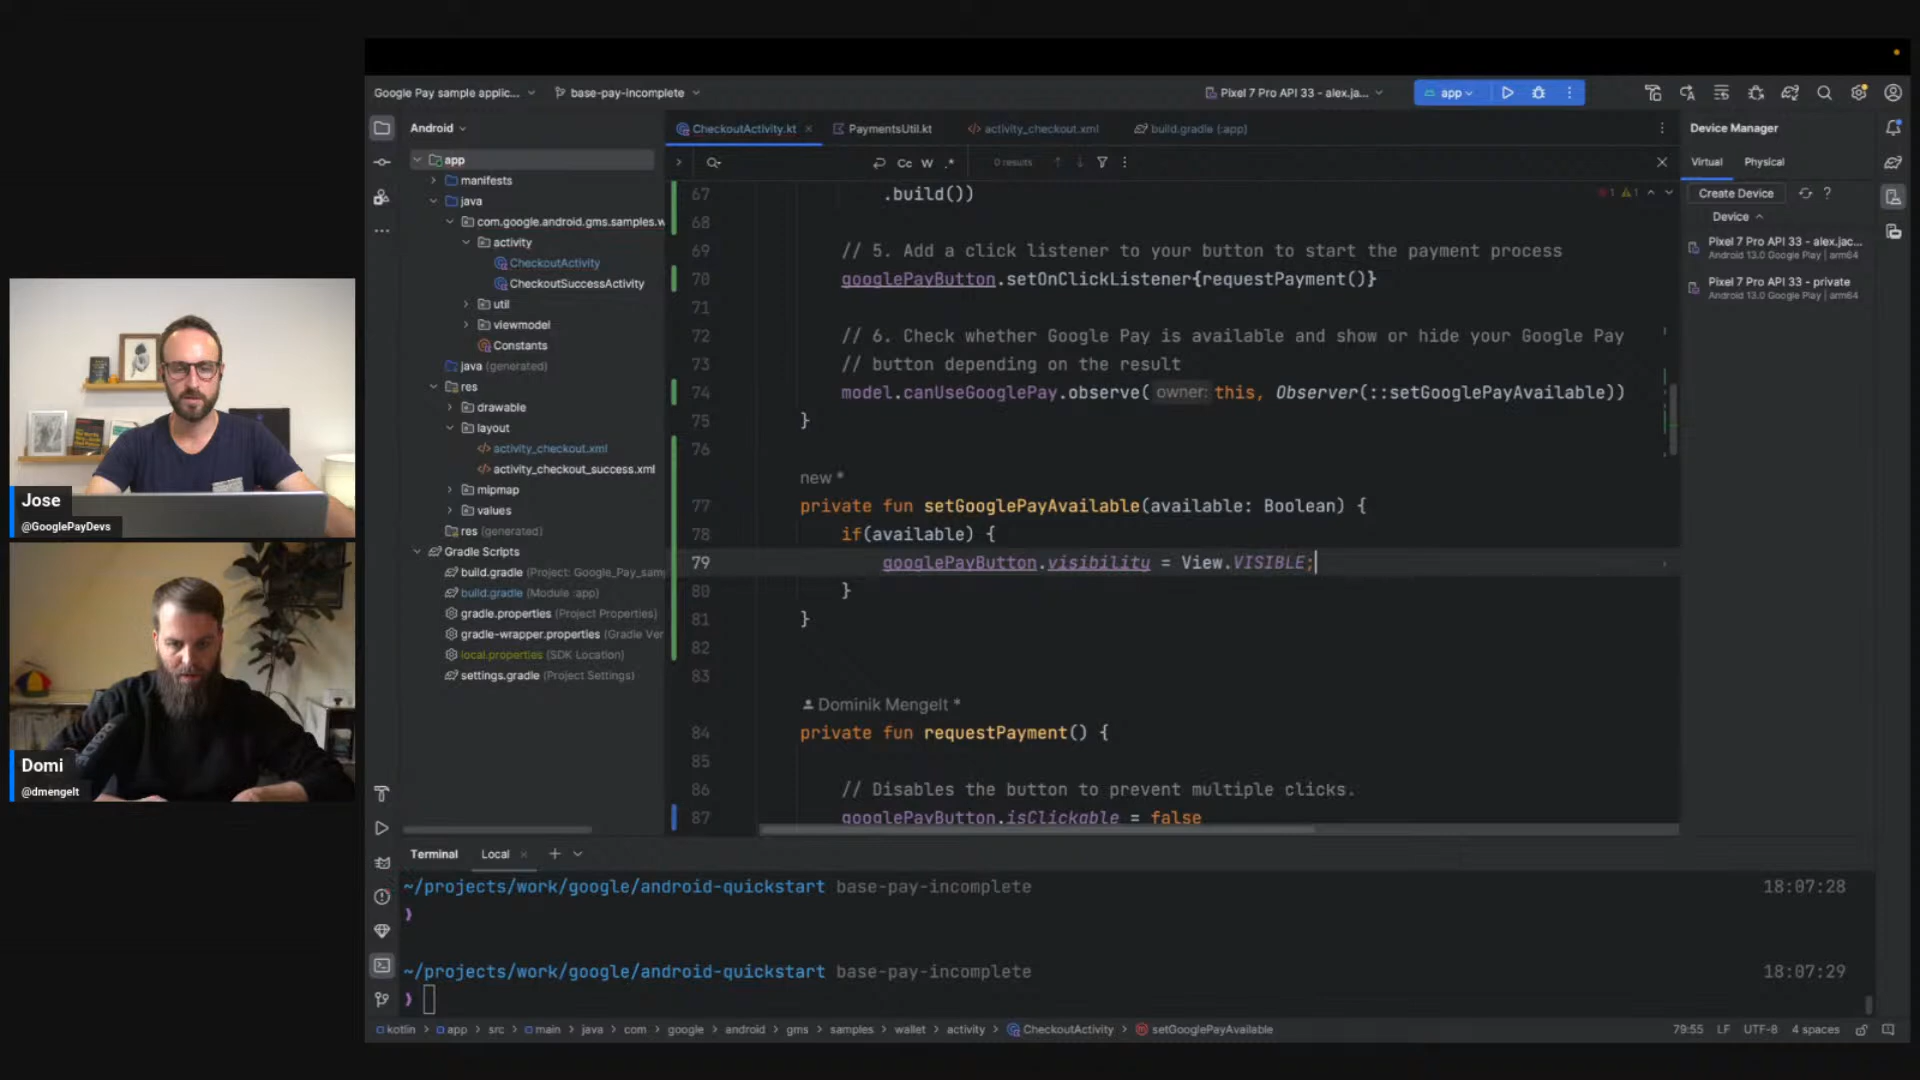 Google Pay sample applic...
base-pay-incomplete
Pixel 7 Pro API 33 - alex.ja...
app
Android
CheckoutActivity.kt
PaymentsUtil.kt
activity_checkout.xml
build.gradle (:app)
Device Manager
app
manifests
java
com.google.android.gms.samples.w
activity
CheckoutActivity
CheckoutSuccessActivity
util
viewmodel
Constants
java (generated)
res
drawable
layout
activity_checkout.xml
activity_checkout_success.xml
mipmap
values
res (generated)
Gradle Scripts
build.gradle (Project: Google_Pay_sam
build.gradle (Module :app)
gradle.properties (Project Properties)
gradle-wrapper.properties (Gradle Ver
local.properties (SDK Location)
settings.gradle (Project Settings)
Cc W .*
0 results
Virtual
Physical
Create Device
?
Device
Pixel 7 Pro API 33 - alex.jac...
Android 13.0 Google Play | arm64
Pixel 7 Pro API 33 - private
Android 13.0 Google Play | arm64
1 1
67 .build())
68
69 // 5. Add a click listener to your button to start the payment process
70 googlePayButton.setOnClickListener{requestPayment()}
71
72 // 6. Check whether Google Pay is available and show or hide your Google Pay
73 // button depending on the result
74 model.canUseGooglePay.observe( owner: this, Observer(::setGooglePayAvailable))
75 }
76
new *
77 private fun setGooglePayAvailable(available: Boolean) {
78 if(available) {
79 googlePayButton.visibility = View.VISIBLE;
80 }
81 }
82
83
Dominik Mengelt *
84 private fun requestPayment() {
85
86 // Disables the button to prevent multiple clicks.
87 googlePayButton.isClickable = false
Jose
@GooglePayDevs
Domi
@dmengelt
Terminal
Local
~/projects/work/google/android-quickstart base-pay-incomplete 18:07:28
❯
~/projects/work/google/android-quickstart base-pay-incomplete 18:07:29
❯
kotlin > app > src > main > java > com > google > android > gms > samples > wallet > activity > CheckoutActivity > setGooglePayAvailable
79:55 LF UTF-8 4 spaces